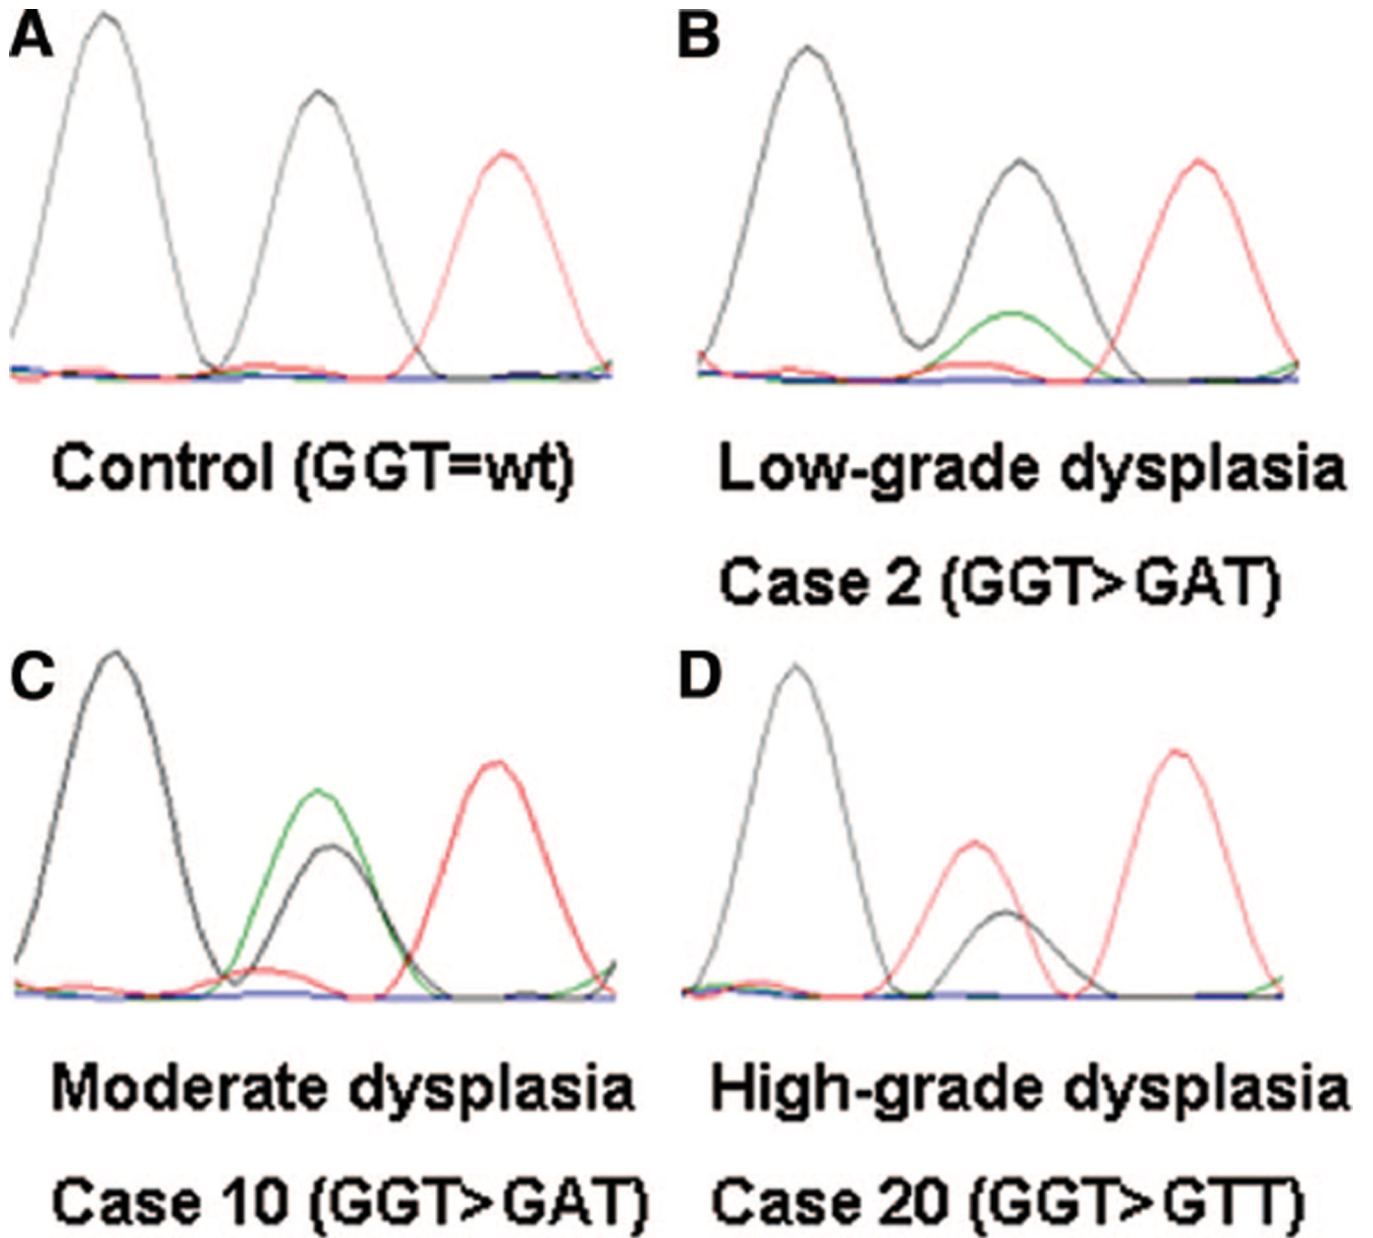 A
B
Control (GGT=wt)
Low-grade dysplasia
Case 2 (GGT>GAT)
C
D
Moderate dysplasia
High-grade dysplasia
Case 10 (GGT>GAT)
Case 20 (GGT>GTT)